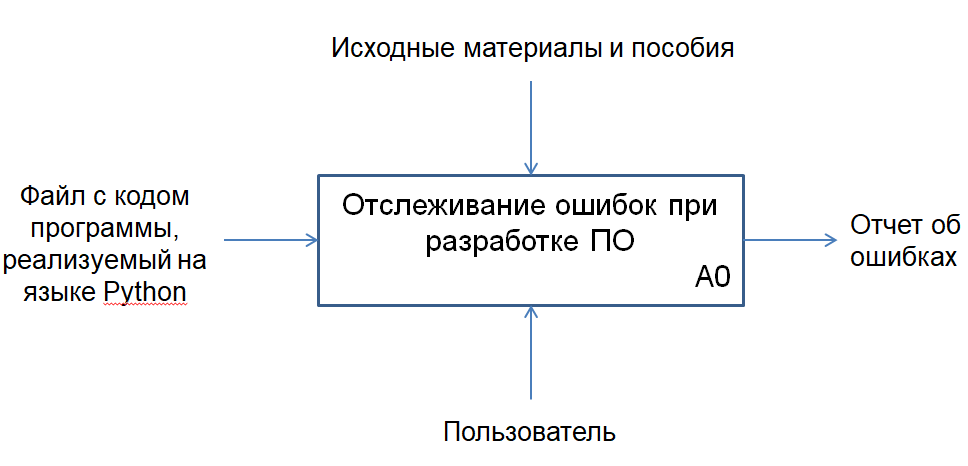 Исходные материалы и пособия
Файл с кодом
программы,
реализуемый на
языке Python
Отслеживание ошибок при
разработке ПО
А0
Отчет об
ошибках
Пользователь